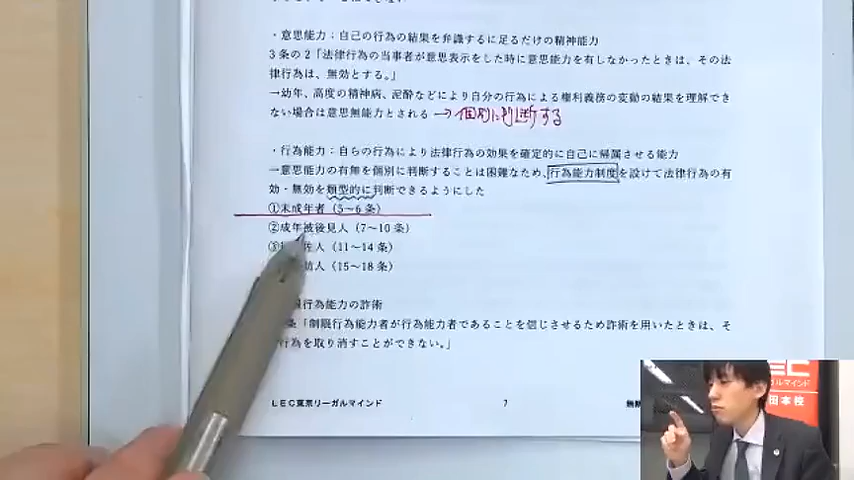 ・意思能力：自己の行為の結果を弁識するに足るだけの精神能力
3条の2「法律行為の当事者が意思表示をした時に意思能力を有しなかったときは、その法
律行為は、無効とする。」
→幼年、高度の精神病、泥酔などにより自分の行為による権利義務の変動の結果を理解でき
ない場合は意思無能力とされる →個別に判断する
・行為能力：自らの行為により法律行為の効果を確定的に自己に帰属させる能力
→意思能力の有無を個別に判断することは困難なため、行為能力制度を設けて法律行為の有
効・無効を類型的に判断できるようにした
①未成年者（5～6条）
②成年被後見人（7～10条）
③ 佐人（11～14条）
人（15～18条）
行為能力の詐術
条「制限行為能力者が行為能力者であることを信じさせるため詐術を用いたときは、そ
行為を取り消すことができない。」
LEC東京リーガルマインド
7
無断
EC
ガルマインド
田本校